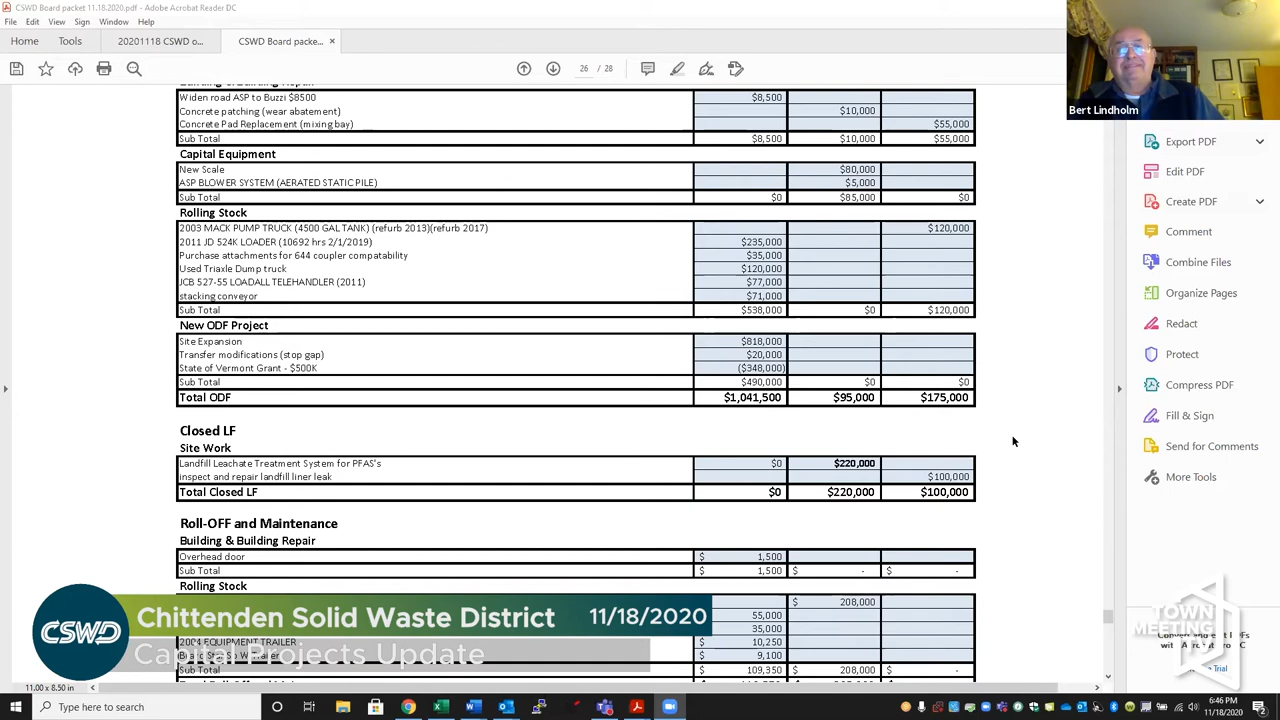 CSWD Board packet 11.18.2020.pdf - Adobe Acrobat Reader DC
File Edit View Sign Window Help
Home Tools 20201118 CSWD o... CSWD Board packe... ×
26 / 28
Bert Lindholm
Widen road ASP to Buzzi $8500 $8,500
Concrete patching (wear abatement) $10,000
Concrete Pad Replacement (mixing bay) $55,000
Sub Total $8,500 $10,000 $55,000
Capital Equipment
New Scale $80,000
ASP BLOWER SYSTEM (AERATED STATIC PILE) $5,000
Sub Total $0 $85,000 $0
Rolling Stock
2003 MACK PUMP TRUCK (4500 GAL TANK) (refurb 2013)(refurb 2017) $120,000
2011 JD 524K LOADER (10692 hrs 2/1/2019) $235,000
Purchase attachments for 644 coupler compatability $35,000
Used Triaxle Dump truck $120,000
JCB 527-55 LOADALL TELEHANDLER (2011) $77,000
stacking conveyor $71,000
Sub Total $538,000 $0 $120,000
New ODF Project
Site Expansion $818,000
Transfer modifications (stop gap) $20,000
State of Vermont Grant - $500K ($348,000)
Sub Total $490,000 $0 $0
Total ODF $1,041,500 $95,000 $175,000
Closed LF
Site Work
Landfill Leachate Treatment System for PFAS's $0 $220,000
inspect and repair landfill liner leak $100,000
Total Closed LF $0 $220,000 $100,000
Roll-OFF and Maintenance
Building & Building Repair
Overhead door $ 1,500
Sub Total $ 1,500 $ - $ -
Rolling Stock
$ 208,000
55,000
35,000
2004 EQUIPMENT TRAILER $ 10,250
$ 9,100
Sub Total $ 109,350 $ 208,000 $ -
Export PDF
Edit PDF
Create PDF
Comment
Combine Files
Organize Pages
Redact
Protect
Compress PDF
Fill & Sign
Send for Comments
More Tools
CSWD
Chittenden Solid Waste District 11/18/2020
Capital Projects Update
TOWN
MEETING
Trial
11.00 x 8.50 in
Type here to search
6:46 PM
11/18/2020